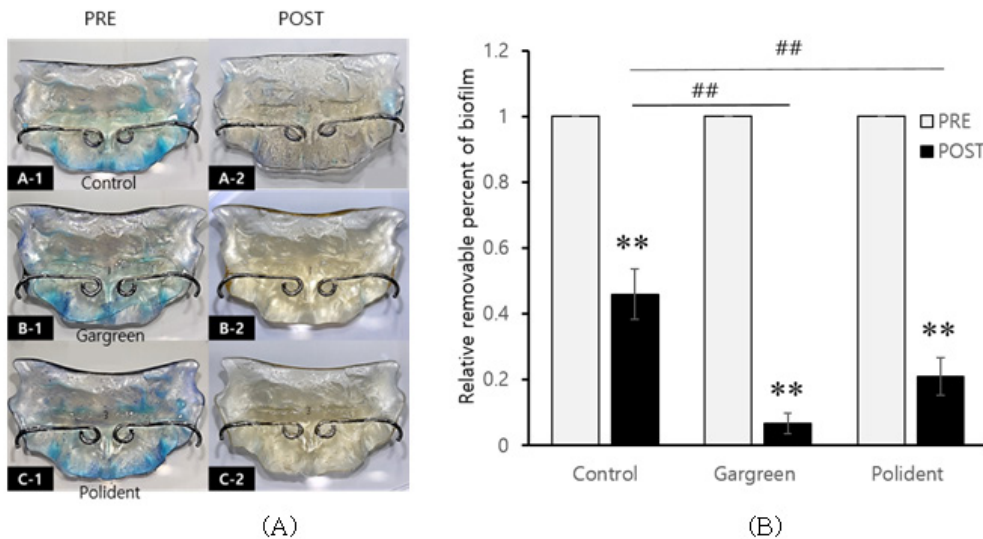 PRE POST
A-1 Control A-2
B-1 Gargreen B-2
C-1 Polident C-2
(A)
B
Relative removable percent of biofilm
1.2
1
0.8
0.6
0.4
0.2
0
##
##
PRE
POST
**
**
**
Control Gargreen Polident
(B)